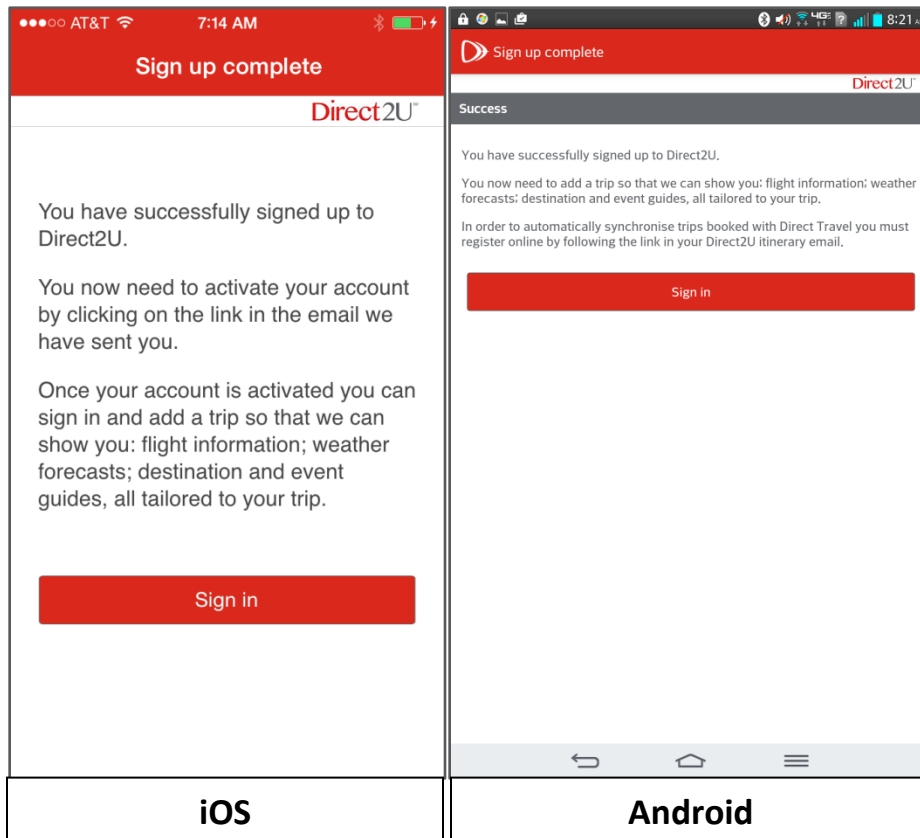 ●●●○○ AT&T 7:14 AM
Sign up complete
Direct2U™
You have successfully signed up to
Direct2U.
You now need to activate your account
by clicking on the link in the email we
have sent you.
Once your account is activated you can
sign in and add a trip so that we can
show you: flight information; weather
forecasts; destination and event
guides, all tailored to your trip.
Sign in
iOS
4GE 8:21
Sign up complete
Direct2U™
Success
You have successfully signed up to Direct2U.
You now need to add a trip so that we can show you: flight information; weather
forecasts; destination and event guides, all tailored to your trip.
In order to automatically synchronise trips booked with Direct Travel you must
register online by following the link in your Direct2U itinerary email.
Sign in
Android